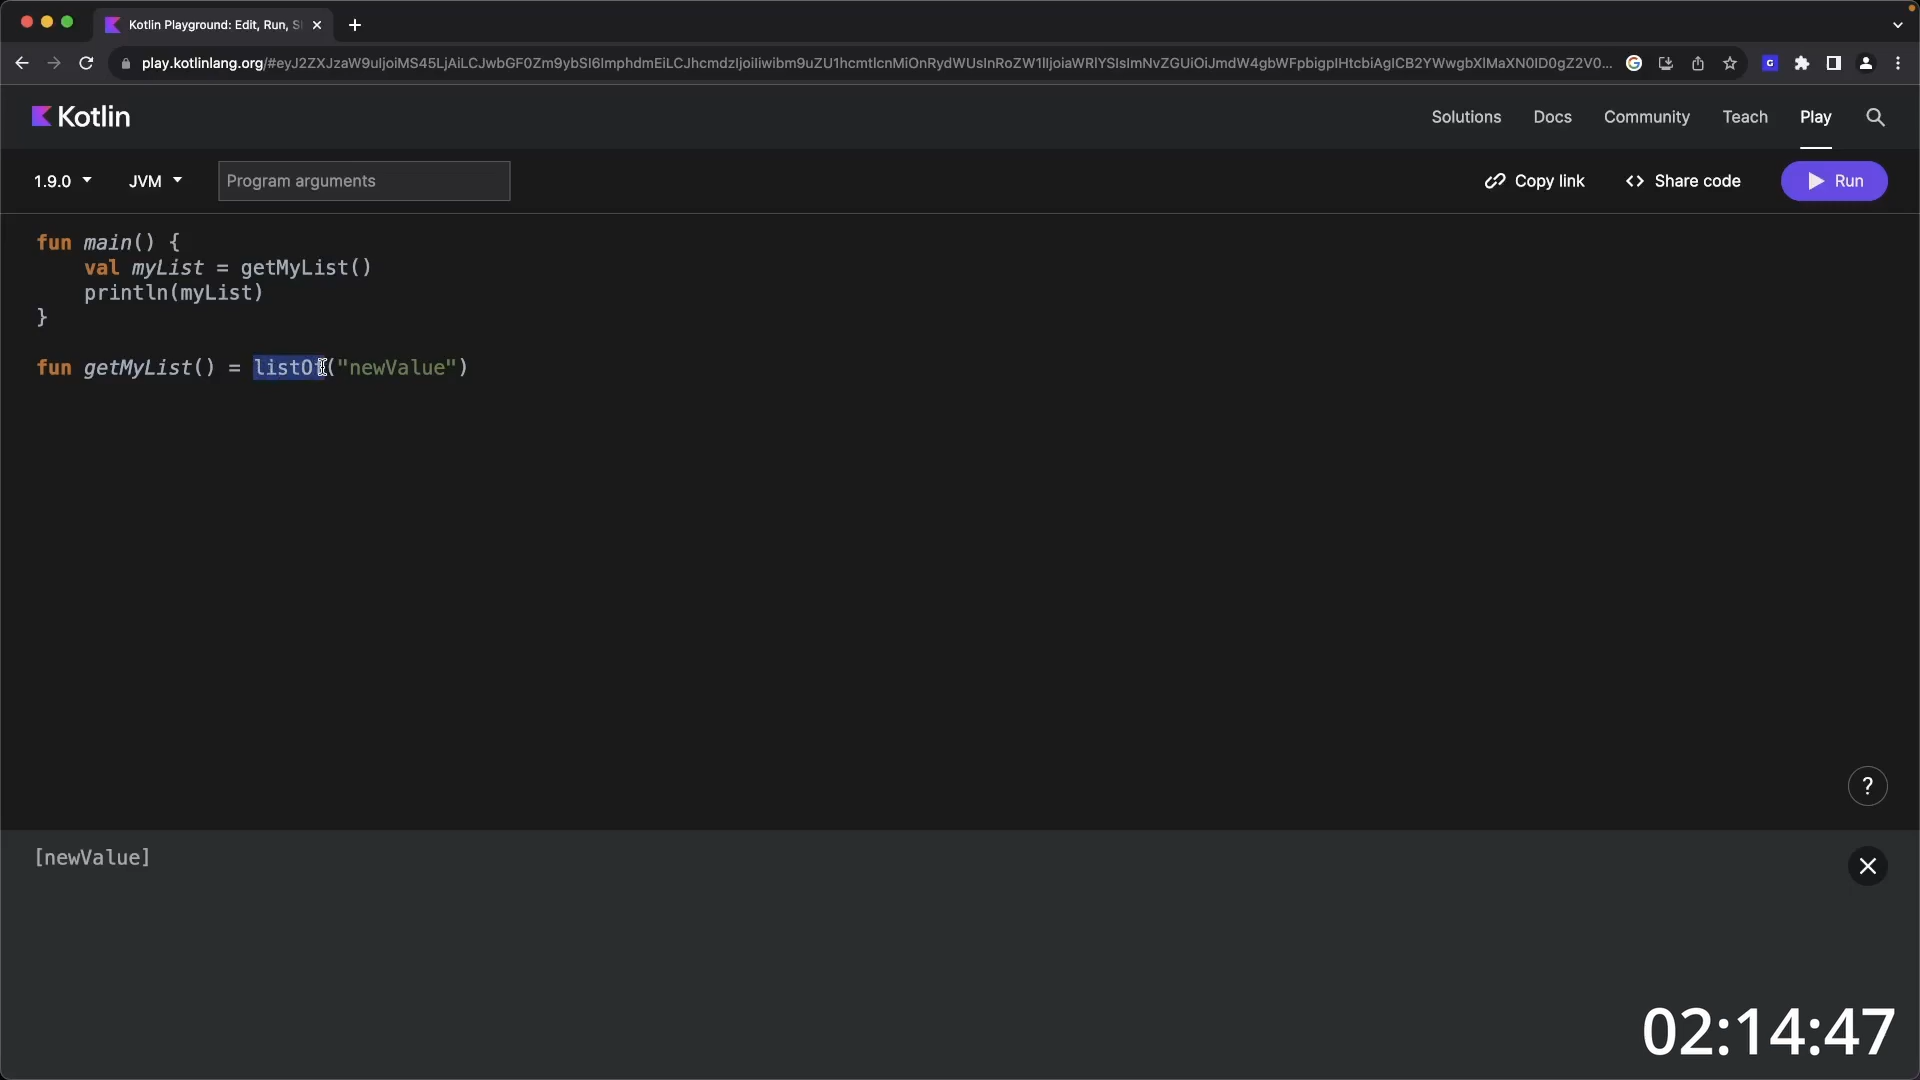 Kotlin Playground: Edit, Run, S
play.kotlinlang.org
Kotlin
Solutions
Docs
Community
Teach
Play
1.9.0
JVM
Program arguments
Copy link
Share code
Run
fun main() {
    val myList = getMyList()
    println(myList)
}
fun getMyList() = listOf("newValue")
?
[newValue]
02:14:47